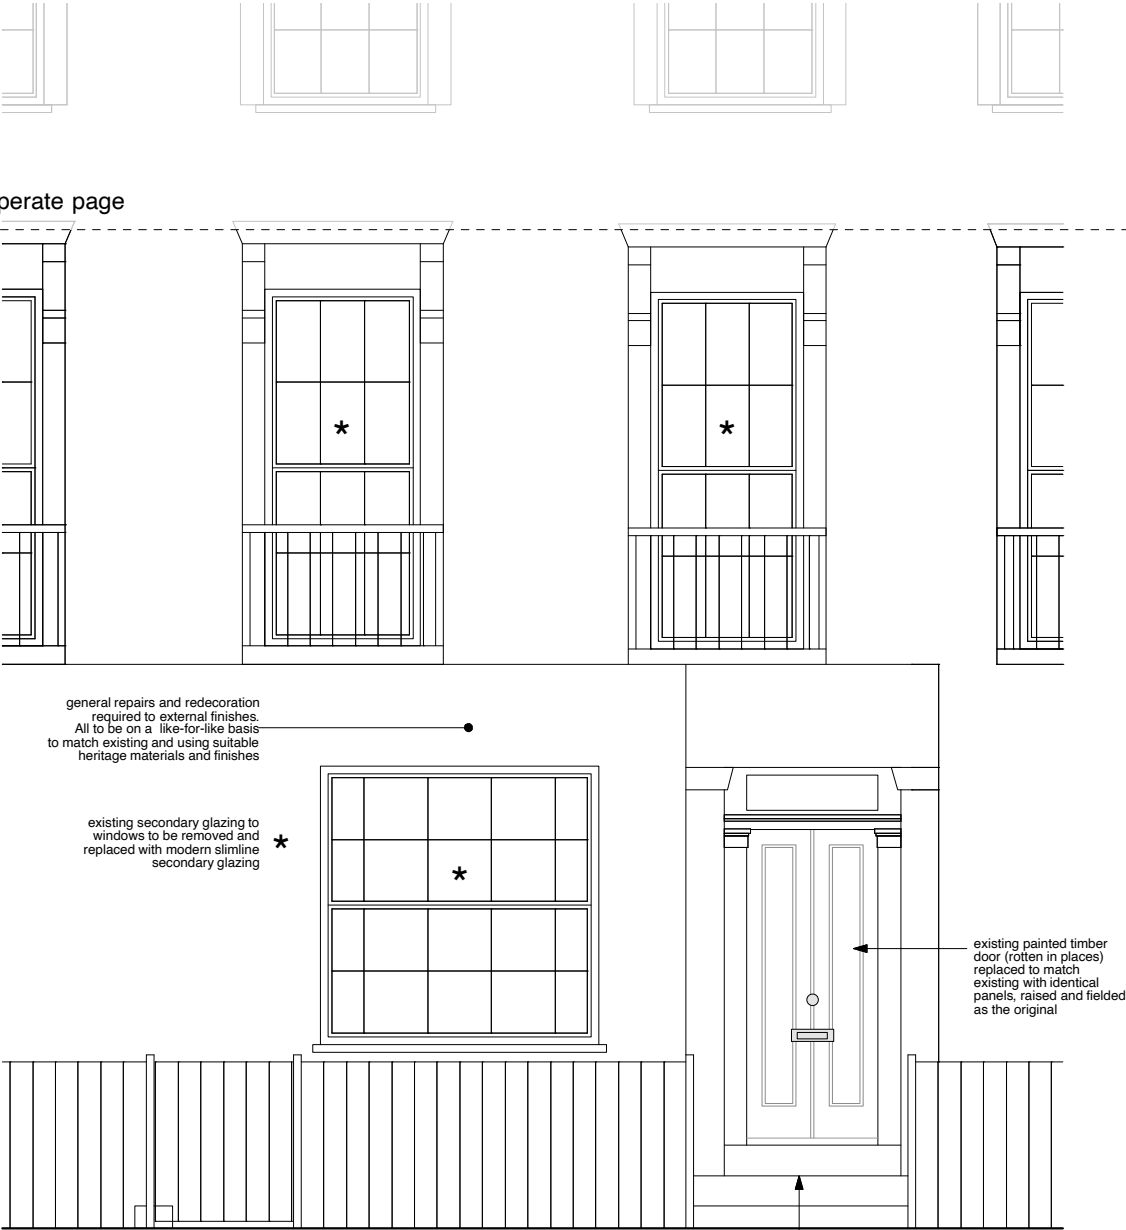 perate page
general repairs and redecoration
required to external finishes.
All to be on a like-for-like basis
to match existing and using suitable
heritage materials and finishes
existing secondary glazing to
windows to be removed and
replaced with modern slimline
secondary glazing
existing painted timber
door (rotten in places)
replaced to match
existing with identical
panels, raised and fielded
as the original